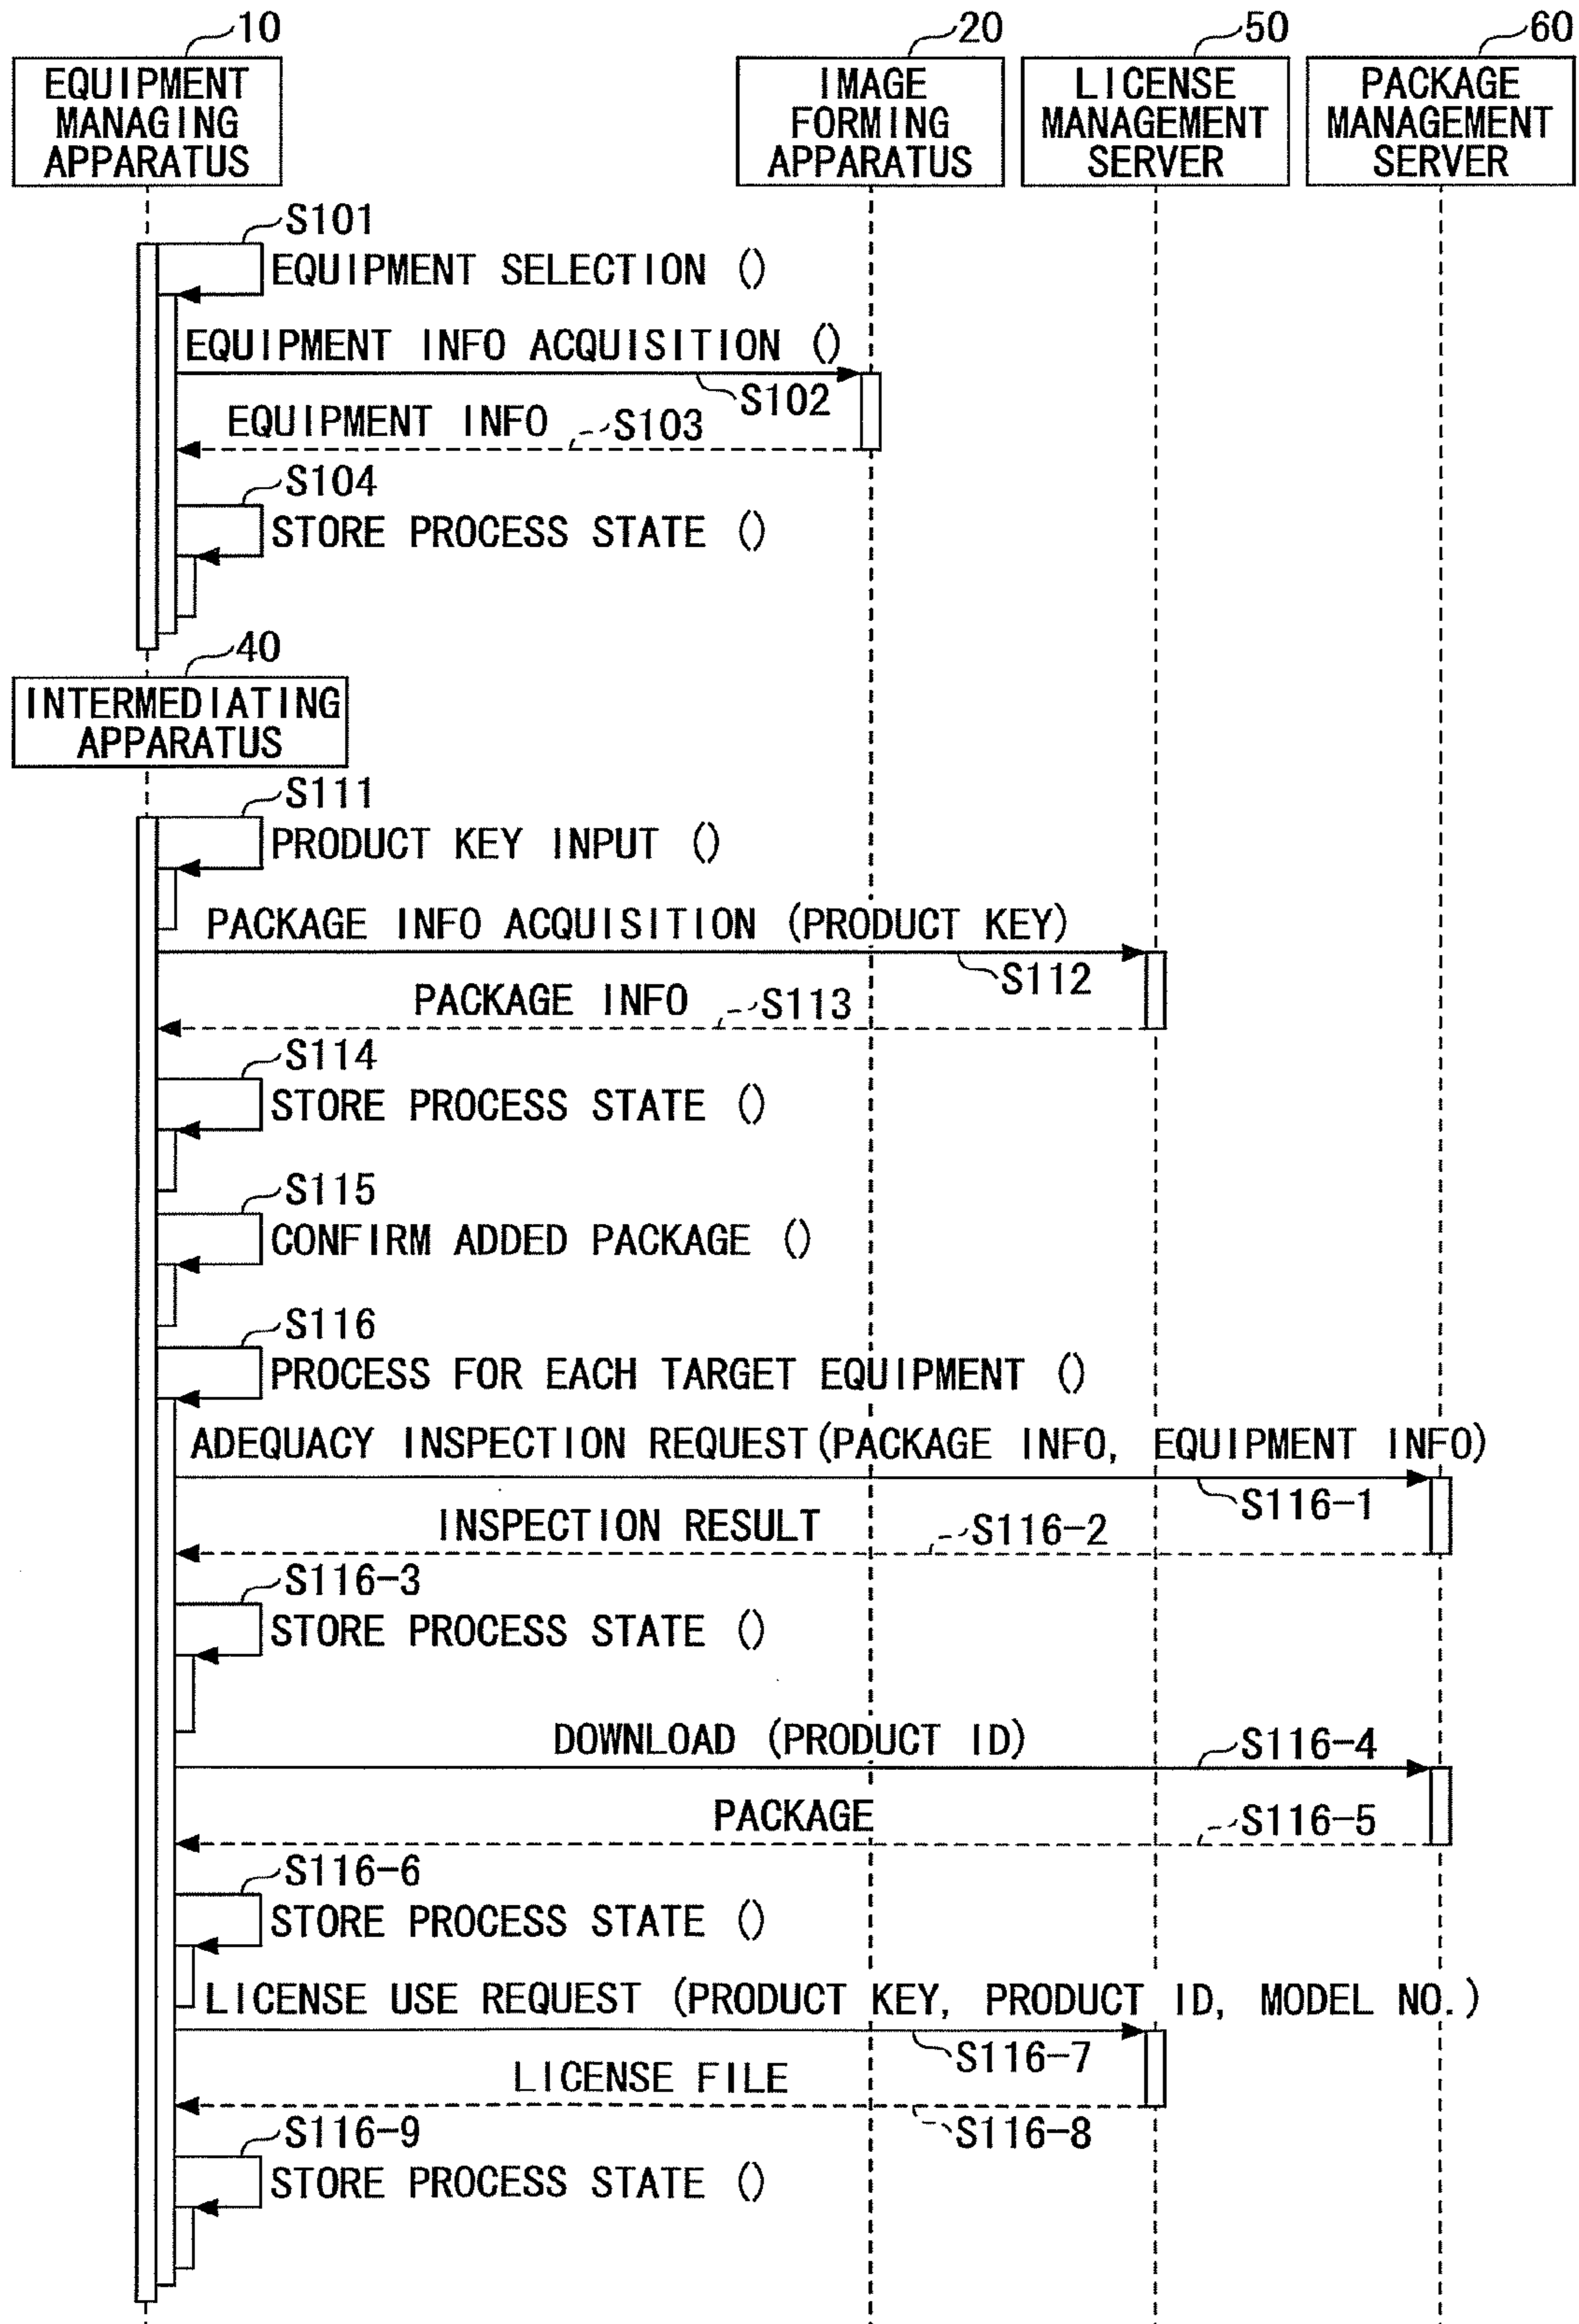 10
20
50
60
EQUIPMENT
MANAGING
APPARATUS
IMAGE
FORMING
APPARATUS
LICENSE
MANAGEMENT
SERVER
PACKAGE
MANAGEMENT
SERVER
S101
EQUIPMENT SELECTION ()
EQUIPMENT INFO ACQUISITION ()
S102
EQUIPMENT INFO
S103
S104
STORE PROCESS STATE ()
40
INTERMEDIATING
APPARATUS
S111
PRODUCT KEY INPUT ()
PACKAGE INFO ACQUISITION (PRODUCT KEY)
S112
PACKAGE INFO
S113
S114
STORE PROCESS STATE ()
S115
CONFIRM ADDED PACKAGE ()
S116
PROCESS FOR EACH TARGET EQUIPMENT ()
ADEQUACY INSPECTION REQUEST(PACKAGE INFO, EQUIPMENT INFO)
S116-1
INSPECTION RESULT
S116-2
S116-3
STORE PROCESS STATE ()
DOWNLOAD (PRODUCT ID)
S116-4
PACKAGE
S116-5
S116-6
STORE PROCESS STATE ()
LICENSE USE REQUEST (PRODUCT KEY, PRODUCT ID, MODEL NO.)
S116-7
LICENSE FILE
S116-8
S116-9
STORE PROCESS STATE ()